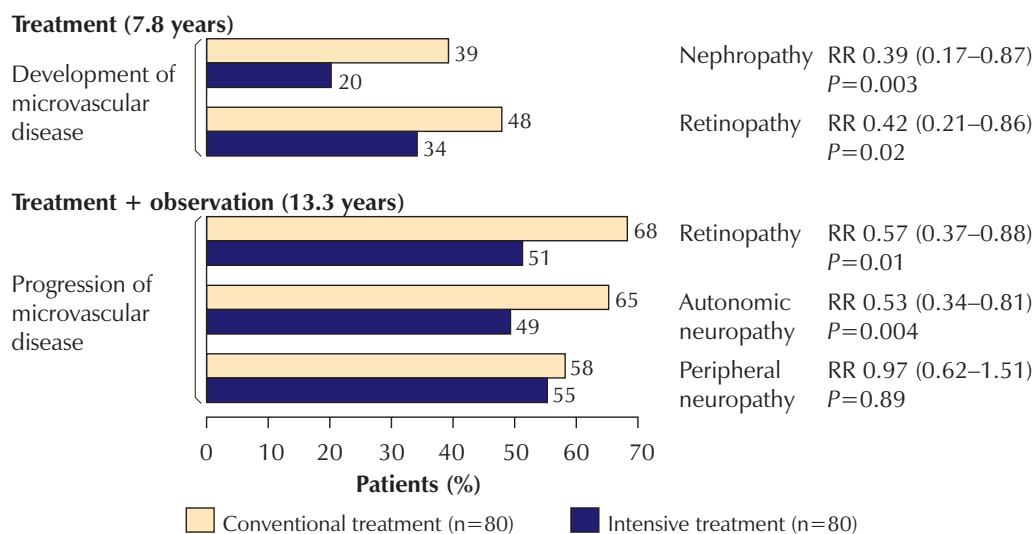 Treatment (7.8 years)
Development of
microvascular
disease
39
20
48
34
Nephropathy RR 0.39 (0.17–0.87)
P=0.003
Retinopathy RR 0.42 (0.21–0.86)
P=0.02
Treatment + observation (13.3 years)
Progression of
microvascular
disease
68
51
65
49
58
55
Retinopathy RR 0.57 (0.37–0.88)
P=0.01
Autonomic RR 0.53 (0.34–0.81)
neuropathy P=0.004
Peripheral RR 0.97 (0.62–1.51)
neuropathy P=0.89
0 10 20 30 40 50 60 70
Patients (%)
Conventional treatment (n=80) Intensive treatment (n=80)